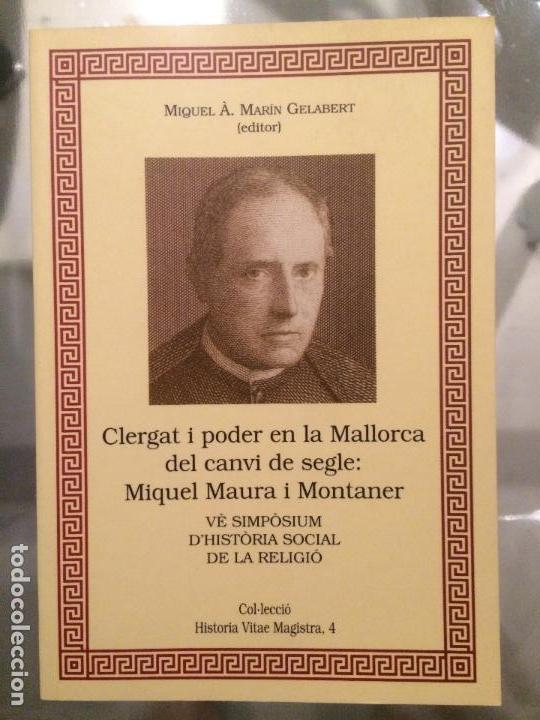 MIQUEL À. MARÍN GELABERT
(editor)
Clergat i poder en la Mallorca
del canvi de segle:
Miquel Maura i Montaner
VÈ SIMPÒSIUM
D'HISTÒRIA SOCIAL
DE LA RELIGIÓ
Col·lecció
Historia Vitae Magistra, 4
todocoleccion.net